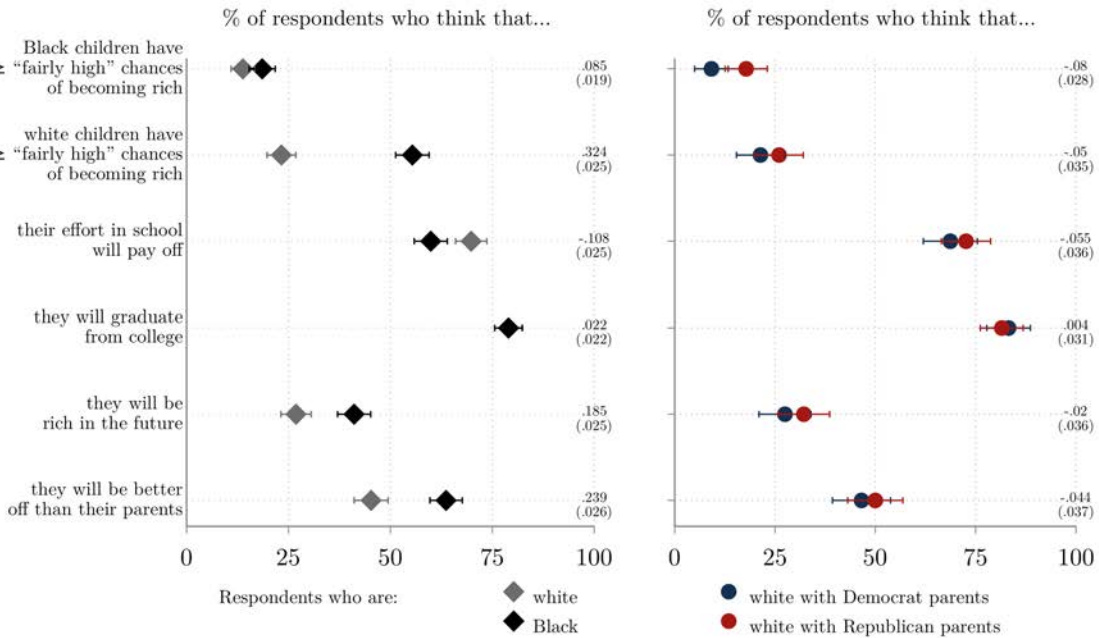 % of respondents who think that...
Black children have
≥ “fairly high” chances
of becoming rich
.085
(.019)
white children have
≥ “fairly high” chances
of becoming rich
.324
(.025)
their effort in school
will pay off
-.108
(.025)
they will graduate
from college
.022
(.022)
they will be
rich in the future
.185
(.025)
they will be better
off than their parents
.239
(.026)
0 25 50 75 100
Respondents who are:
white
Black
% of respondents who think that...
-.08
(.028)
-.05
(.035)
-.055
(.036)
.004
(.031)
-.02
(.036)
-.044
(.037)
0 25 50 75 100
white with Democrat parents
white with Republican parents